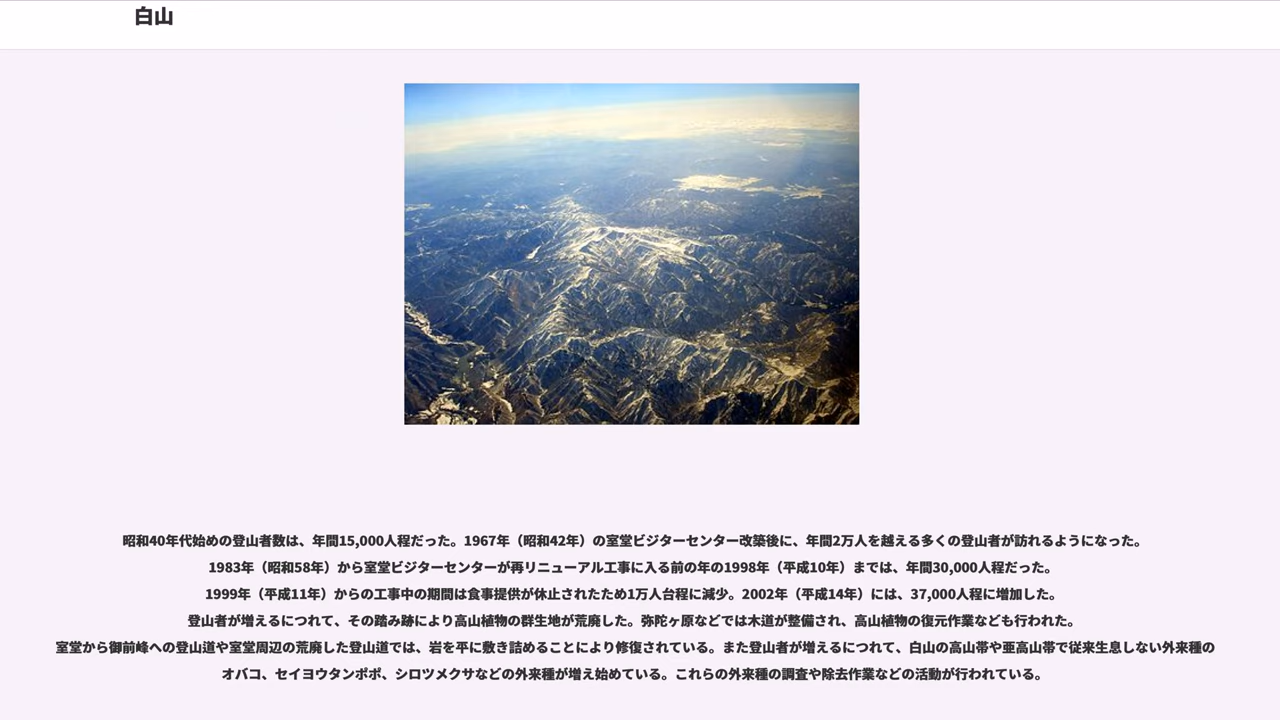 白山
昭和40年代始めの登山者数は、年間15,000人程だった。1967年（昭和42年）の室堂ビジターセンター改築後に、年間2万人を越える多くの登山者が訪れるようになった。
1983年（昭和58年）から室堂ビジターセンターが再リニューアル工事に入る前の年の1998年（平成10年）までは、年間30,000人程だった。
1999年（平成11年）からの工事中の期間は食事提供が休止されたため1万人台程に減少。2002年（平成14年）には、37,000人程に増加した。
登山者が増えるにつれて、その踏み跡により高山植物の群生地が荒廃した。弥陀ヶ原などでは木道が整備され、高山植物の復元作業なども行われた。
室堂から御前峰への登山道や室堂周辺の荒廃した登山道では、岩を平に敷き詰めることにより修復されている。また登山者が増えるにつれて、白山の高山帯や亜高山帯で従来生息しない外来種の
オバコ、セイヨウタンポポ、シロツメクサなどの外来種が増え始めている。これらの外来種の調査や除去作業などの活動が行われている。